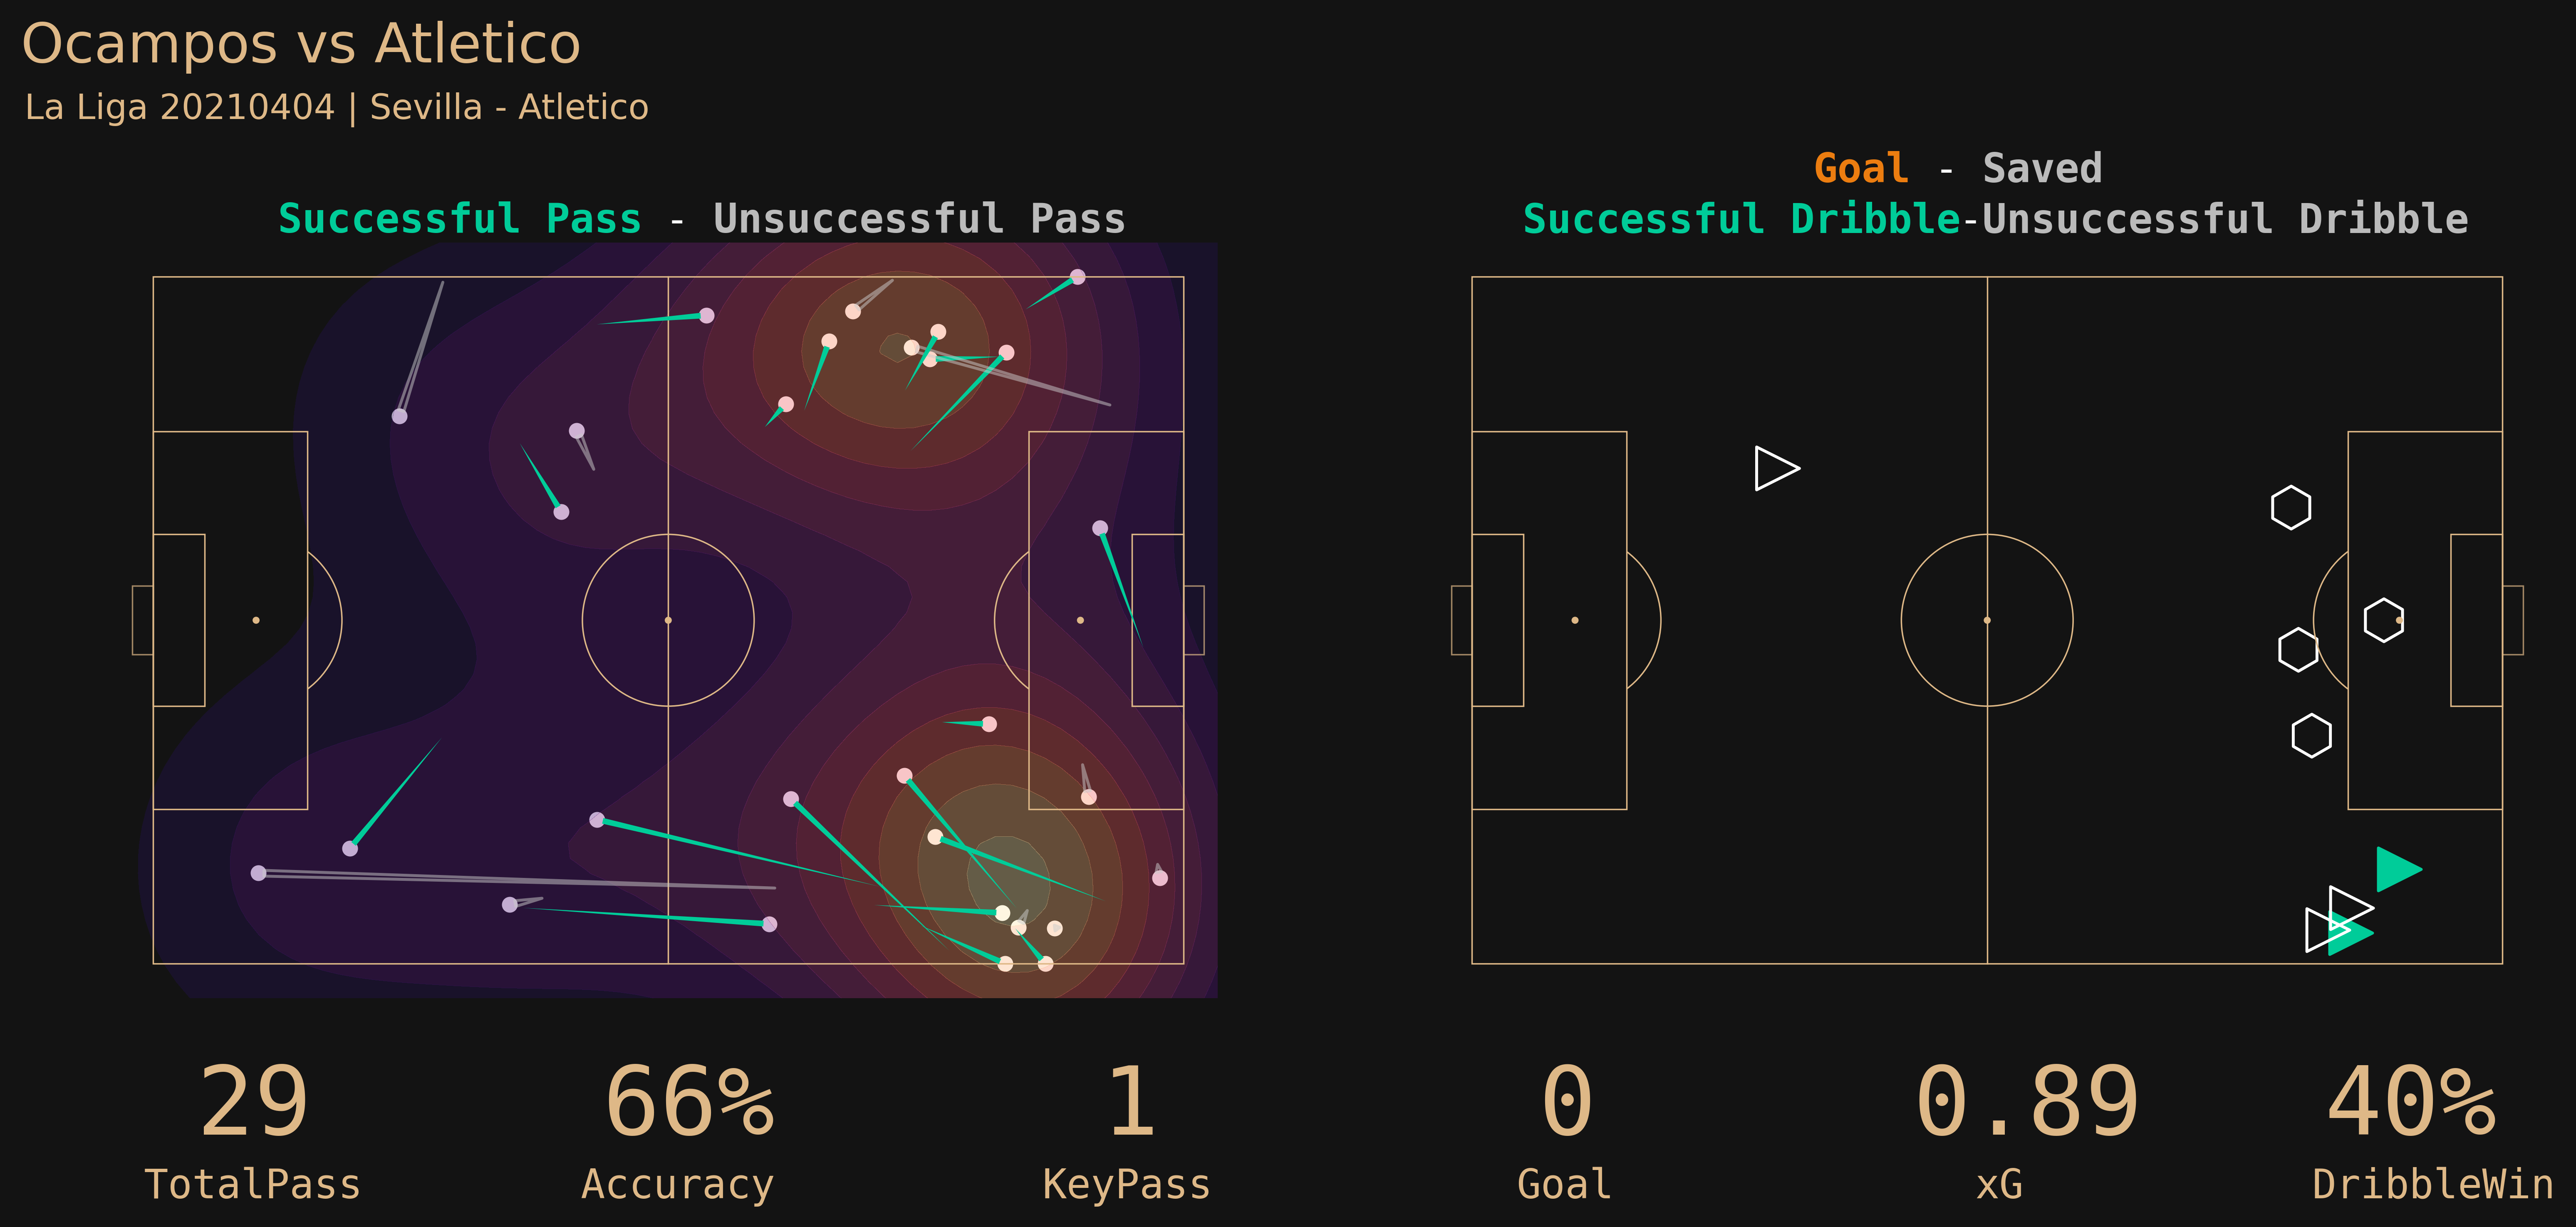 Ocampos vs Atletico
La Liga 20210404 | Sevilla - Atletico
Successful Pass - Unsuccessful Pass
Goal - Saved
Successful Dribble-Unsuccessful Dribble
29
TotalPass
66%
Accuracy
1
KeyPass
0
Goal
0.89
xG
40%
DribbleWin